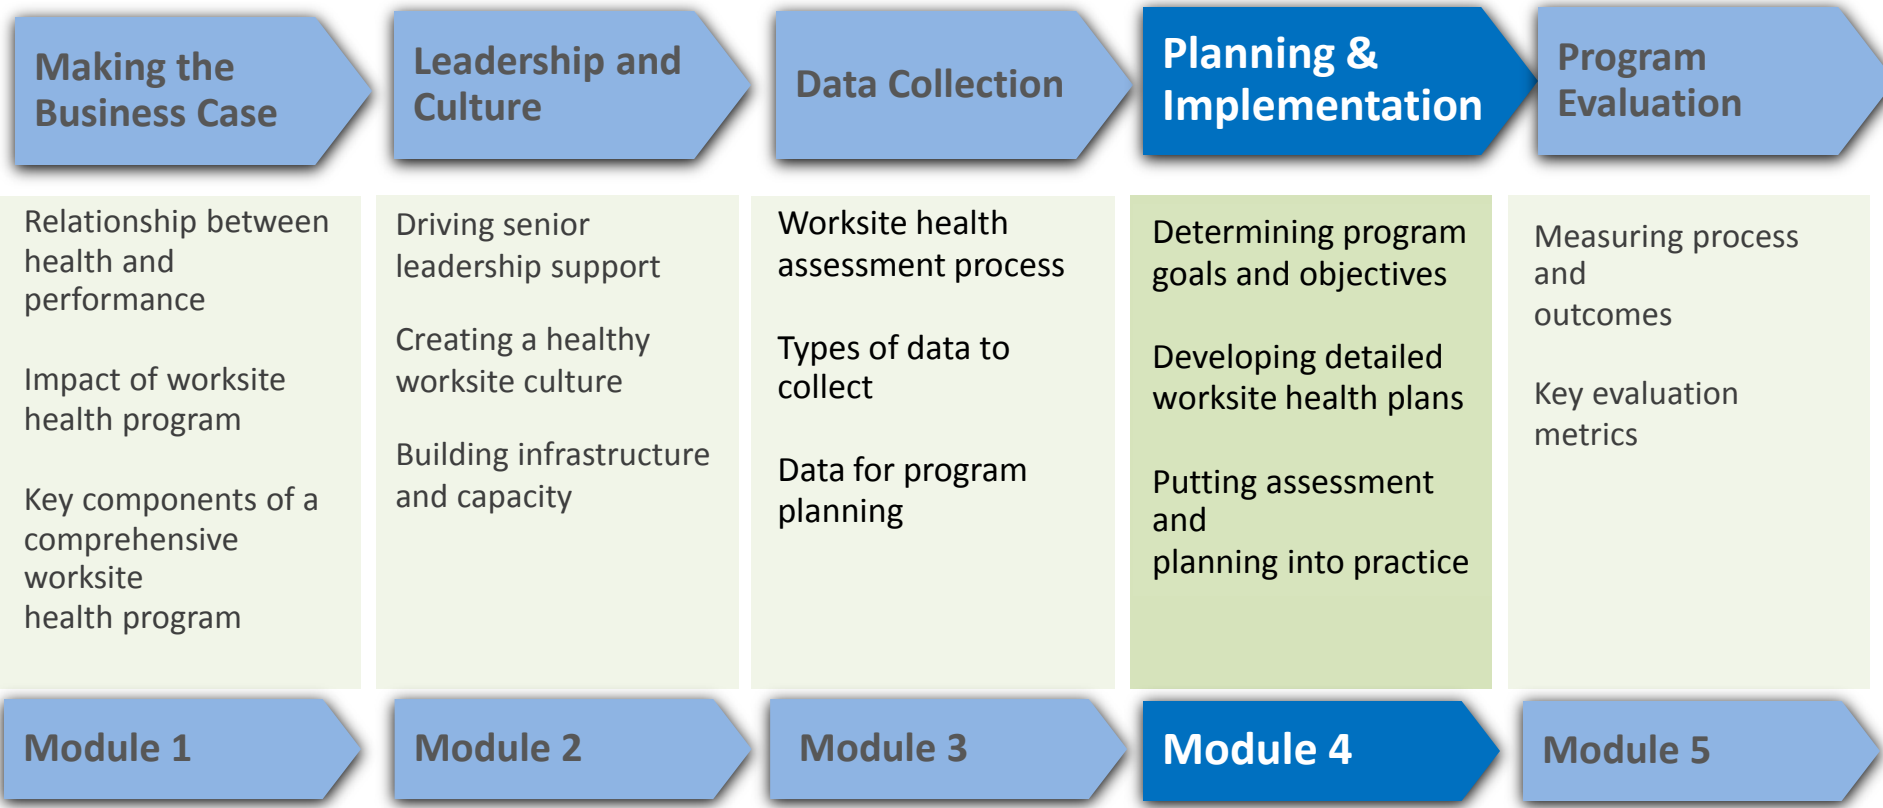 Making the
Business Case
Leadership and
Culture
Data Collection
Planning &
Implementation
Program
Evaluation
Relationship between
health and
performance
Impact of worksite
health program
Key components of a
comprehensive
worksite
health program
Driving senior
leadership support
Creating a healthy
worksite culture
Building infrastructure
and capacity
Worksite health
assessment process
Types of data to
collect
Data for program
planning
Determining program
goals and objectives
Developing detailed
worksite health plans
Putting assessment
and
planning into practice
Measuring process
and
outcomes
Key evaluation
metrics
Module 1
Module 2
Module 3
Module 4
Module 5